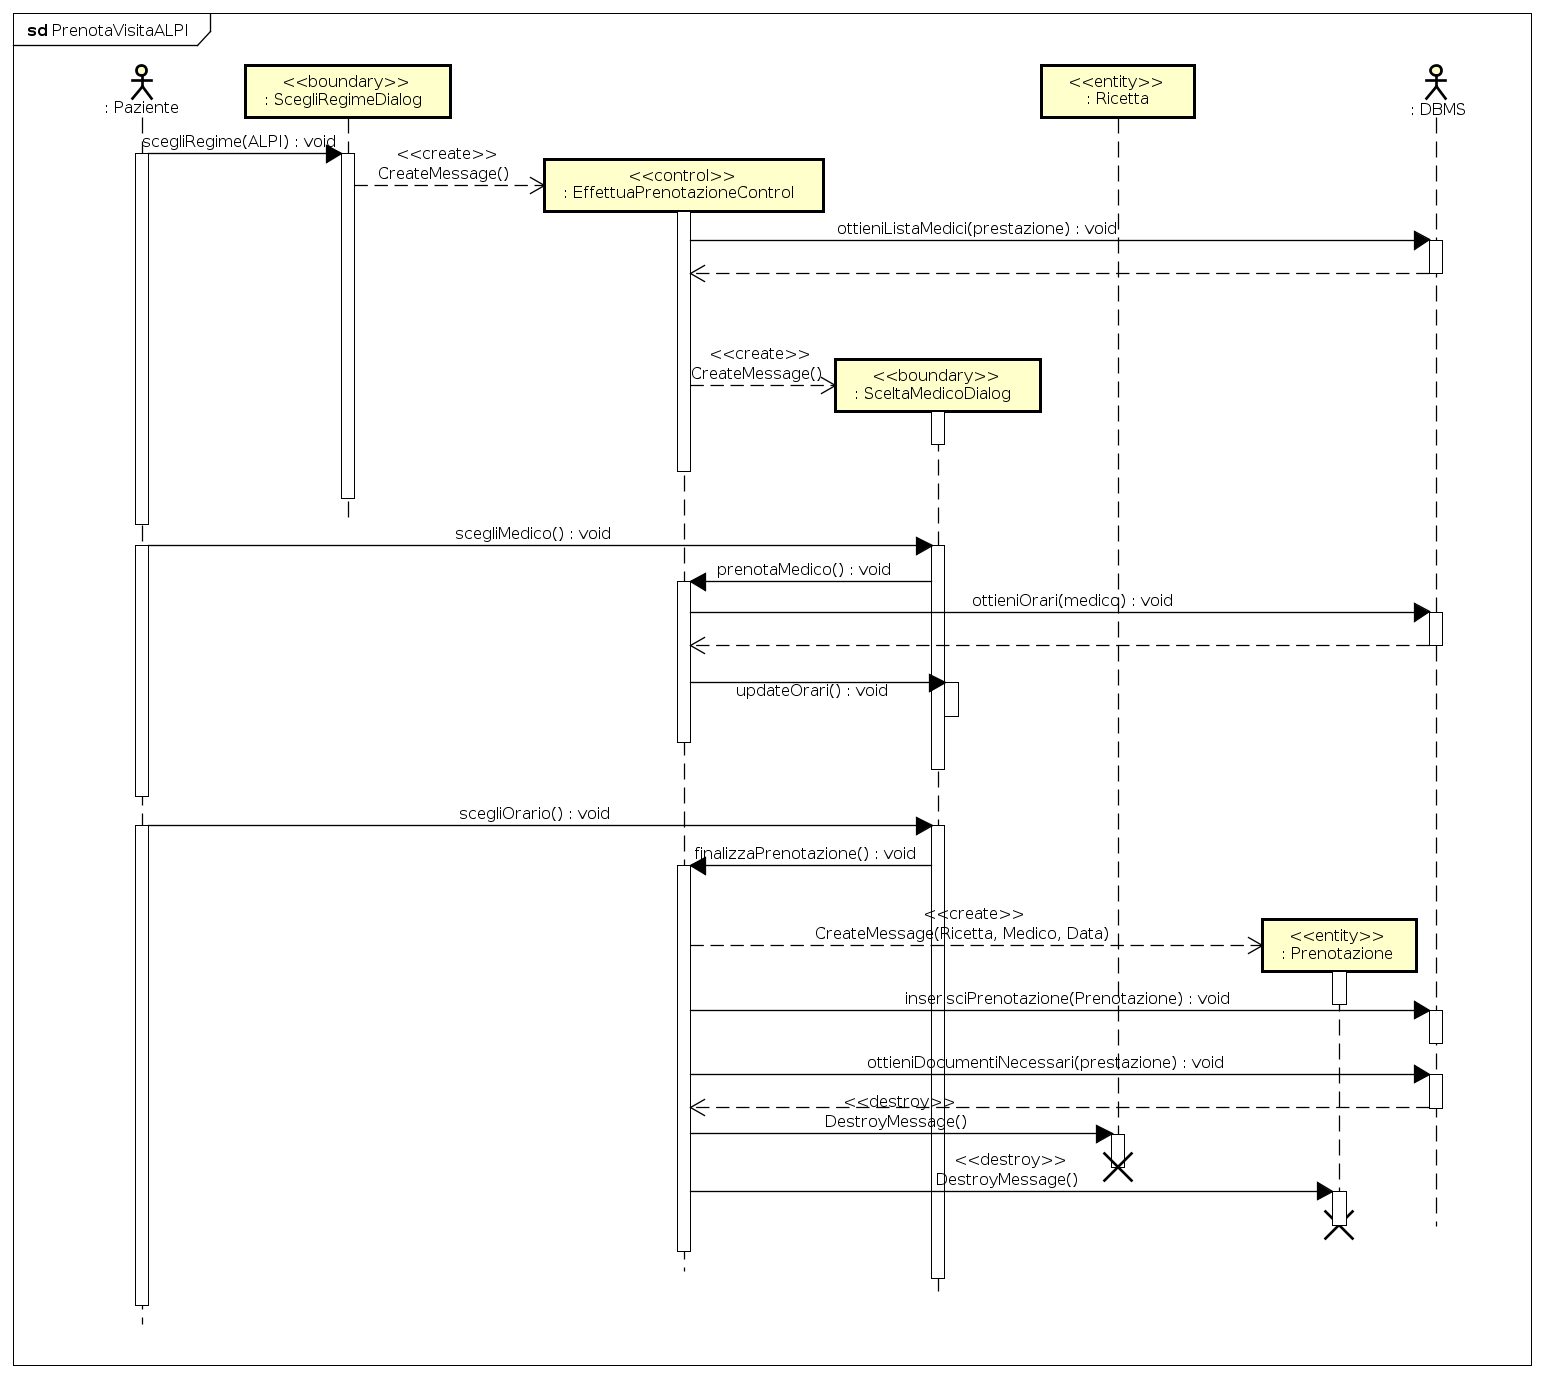 sd PrenotaVisitaALPI
<<boundary>>
: ScegliRegimeDialog
<<entity>>
: Ricetta
: Paziente
: DBMS
scegliRegime(ALPI) : void
<<create>>
CreateMessage()
<<control>>
: EffettuaPrenotazioneControl
ottieniListaMedici(prestazione) : void
<<create>>
CreateMessage()
<<boundary>>
: SceltaMedicoDialog
scegliMedico() : void
prenotaMedico() : void
ottieniOrari(medico) : void
updateOrari() : void
scegliOrario() : void
finalizzaPrenotazione() : void
<<create>>
CreateMessage(Ricetta, Medico, Data)
<<entity>>
: Prenotazione
inserisciPrenotazione(Prenotazione) : void
ottieniDocumentiNecessari(prestazione) : void
<<destroy>>
DestroyMessage()
<<destroy>>
DestroyMessage()